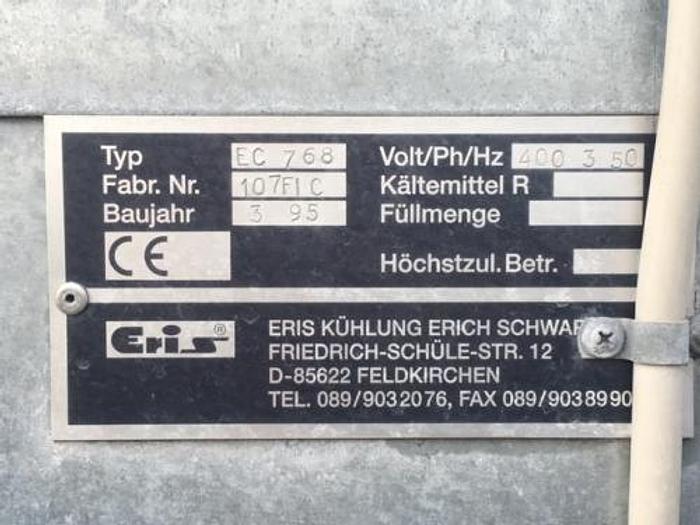 Typ EC 768 Volt/Ph/Hz 400 3 50
Fabr. Nr. 107FIC Kältemittel R
Baujahr 3 95 Füllmenge
CE Höchstzul. Betr.
Eris® ERIS KÜHLUNG ERICH
FRIEDRICH-SCHÜLE-STR. 12
D-85622 FELDKIRCHEN
TEL. 089/9032076, FAX 089/9038990